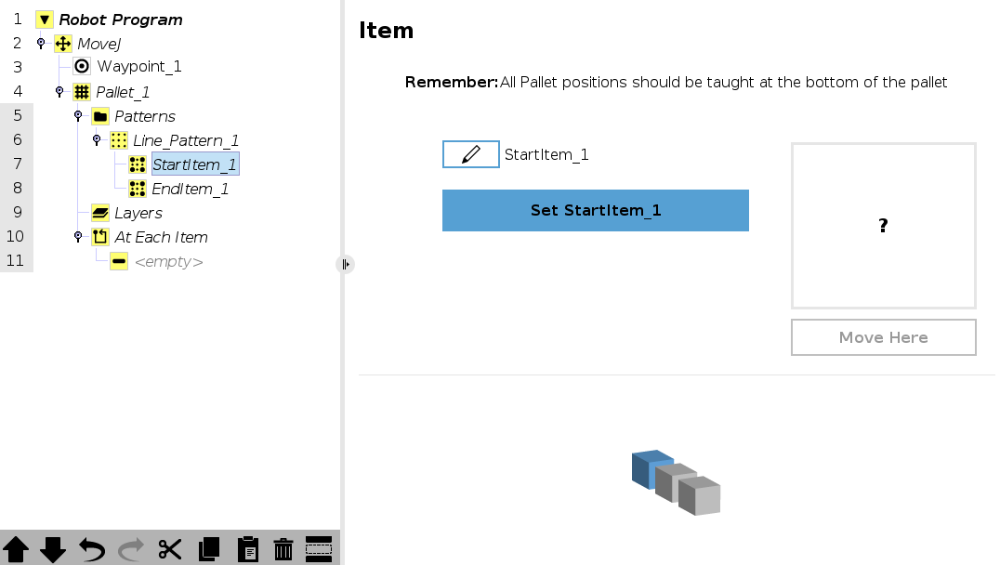 1 Robot Program
2 MoveJ
3 Waypoint_1
4 Pallet_1
5 Patterns
6 Line_Pattern_1
7 StartItem_1
8 EndItem_1
9 Layers
10 At Each Item
11 <empty>
Item
Remember: All Pallet positions should be taught at the bottom of the pallet
StartItem_1
Set StartItem_1
?
Move Here